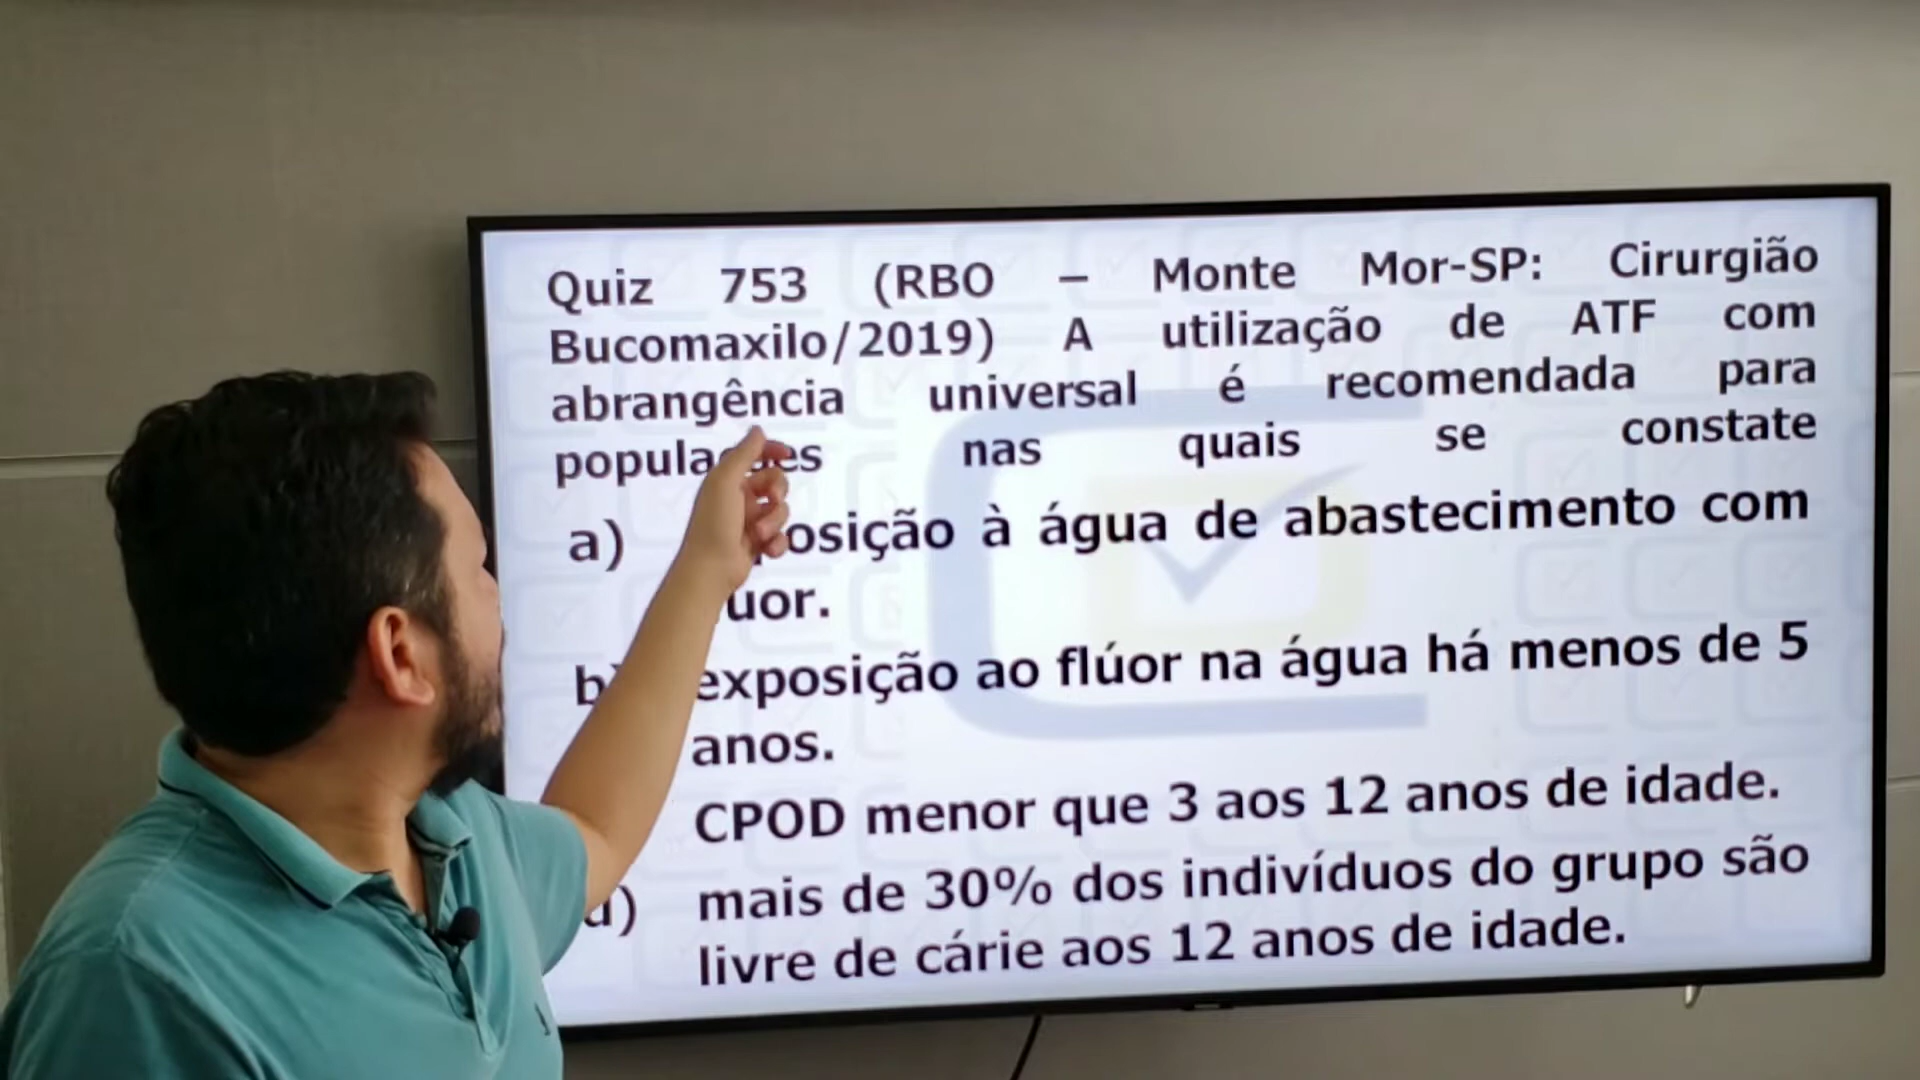 Quiz 753 (RBO – Monte Mor-SP: Cirurgião
Bucomaxilo/2019) A utilização de ATF com
abrangência universal é recomendada para
nas quais se constate
a) à água de abastecimento com
exposição ao flúor na água há menos de 5
anos.
CPOD menor que 3 aos 12 anos de idade.
mais de 30% dos indivíduos do grupo são
livre de cárie aos 12 anos de idade.